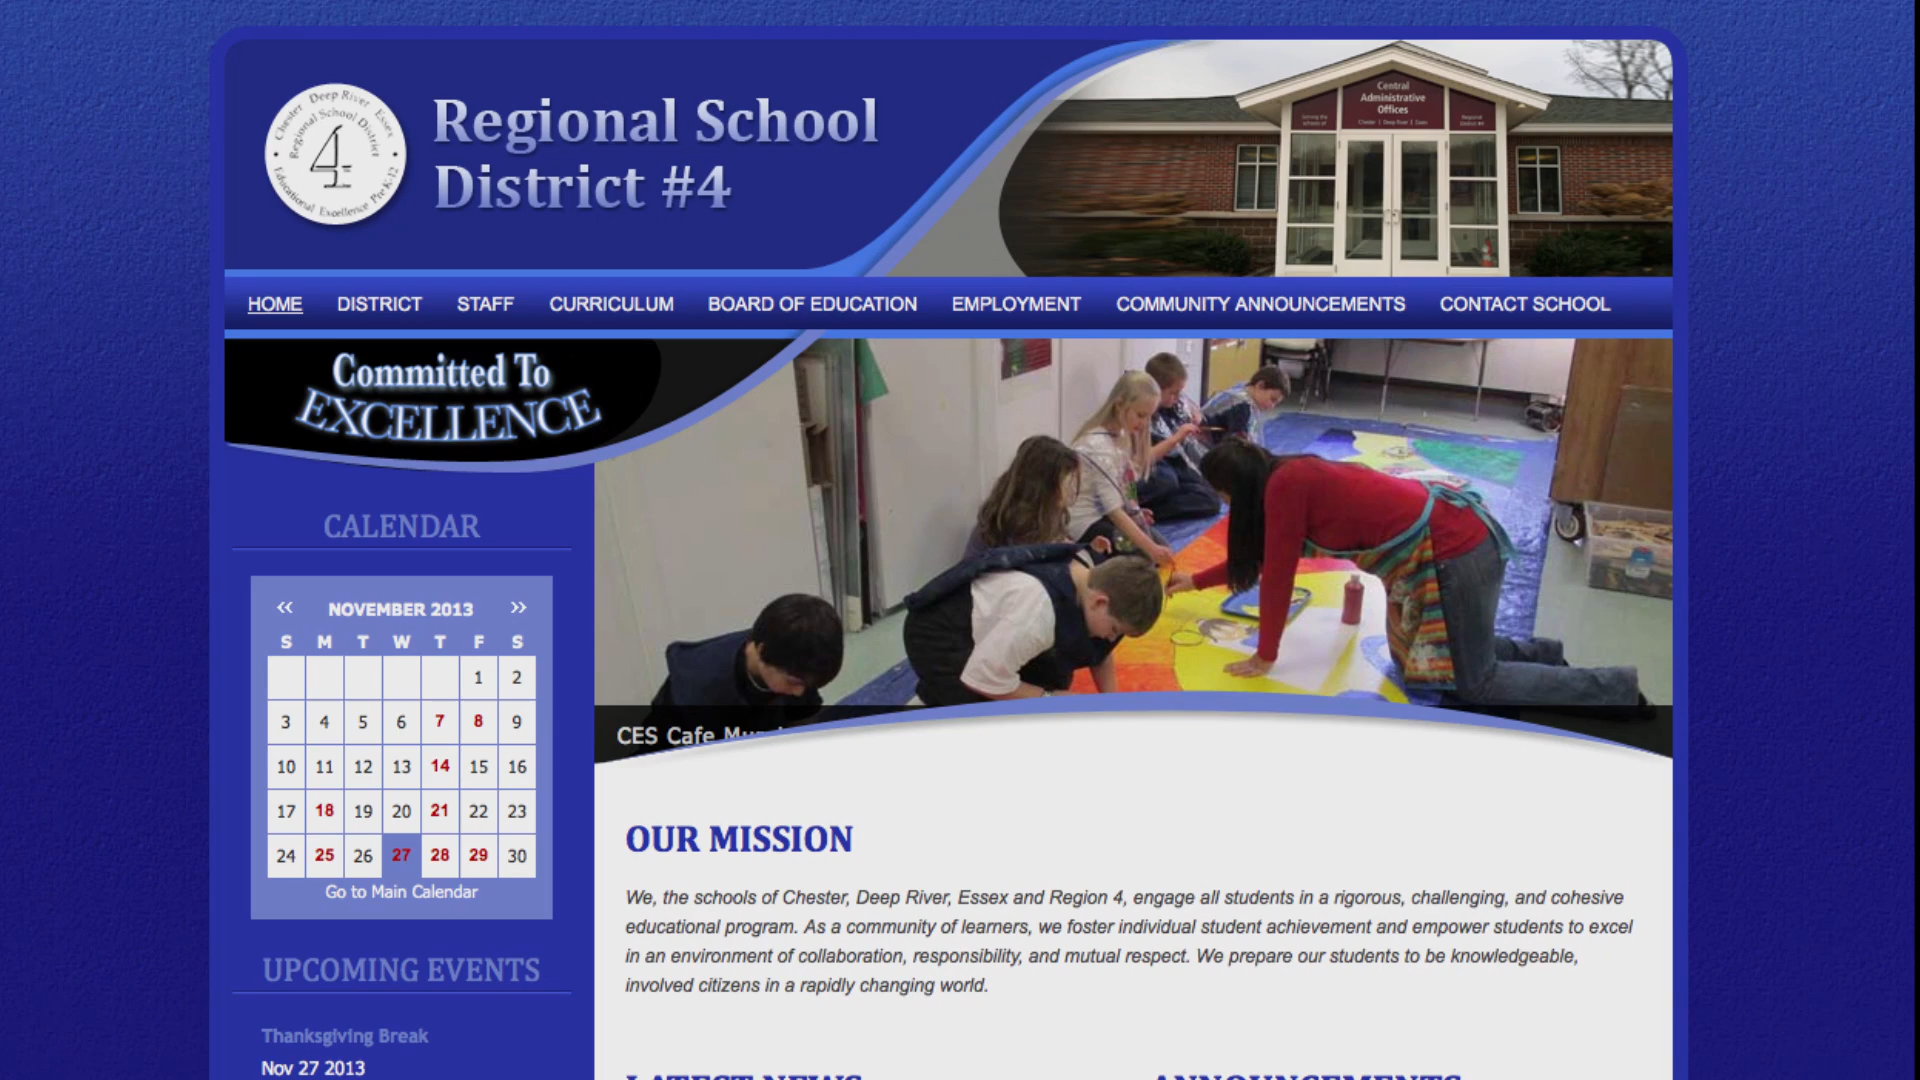 Chester Deep River Essex
Regional School District
4
Educational Excellence Pre K-12
Regional School
District #4
Central
Administrative
Offices
Chester | Deep River | Essex
HOME DISTRICT STAFF CURRICULUM BOARD OF EDUCATION EMPLOYMENT COMMUNITY ANNOUNCEMENTS CONTACT SCHOOL
Committed To
EXCELLENCE
CES Cafe
CALENDAR
« NOVEMBER 2013 »
S M T W T F S
1 2
3 4 5 6 7 8 9
10 11 12 13 14 15 16
17 18 19 20 21 22 23
24 25 26 27 28 29 30
Go to Main Calendar
UPCOMING EVENTS
Thanksgiving Break
Nov 27 2013
OUR MISSION
We, the schools of Chester, Deep River, Essex and Region 4, engage all students in a rigorous, challenging, and cohesive
educational program. As a community of learners, we foster individual student achievement and empower students to excel
in an environment of collaboration, responsibility, and mutual respect. We prepare our students to be knowledgeable,
involved citizens in a rapidly changing world.
LATEST NEWS ANNOUNCEMENTS